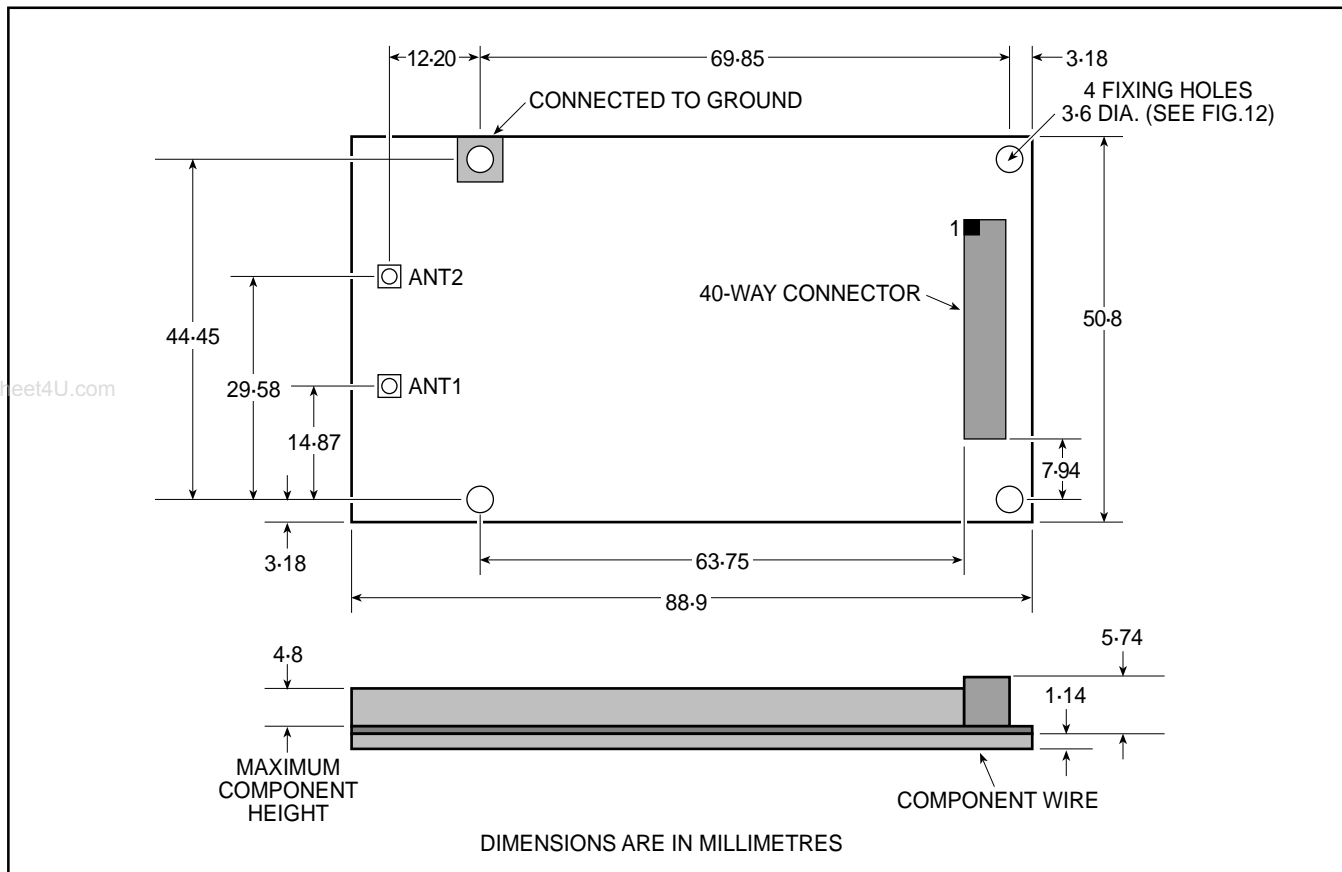 12·20
69·85
3·18
CONNECTED TO GROUND
4 FIXING HOLES
3·6 DIA. (SEE FIG.12)
1
ANT2
40-WAY CONNECTOR
50·8
44·45
29·58
ANT1
heet4U.com
14·87
7·94
3·18
63·75
88·9
4·8
5·74
1·14
MAXIMUM
COMPONENT
HEIGHT
COMPONENT WIRE
DIMENSIONS ARE IN MILLIMETRES